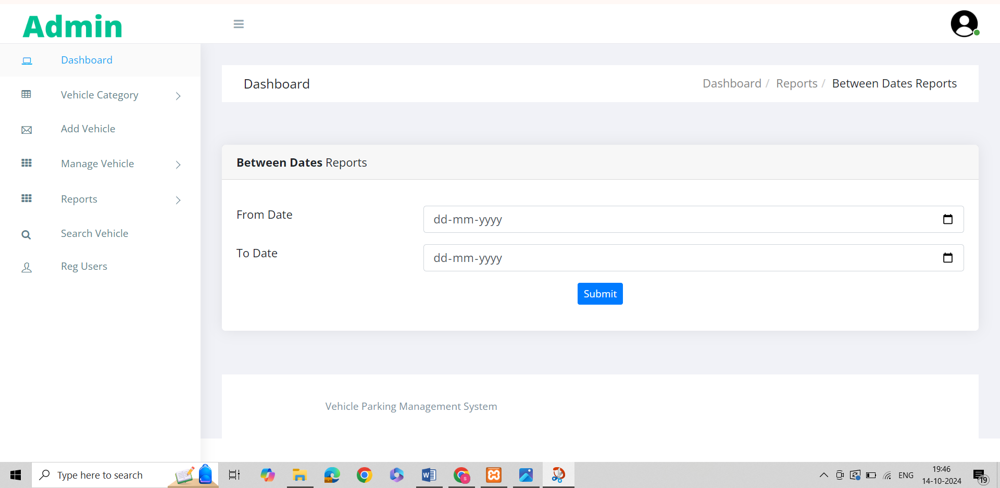 Admin
Dashboard
Vehicle Category
Add Vehicle
Manage Vehicle
Reports
Search Vehicle
Reg Users
Dashboard
Dashboard / Reports / Between Dates Reports
Between Dates Reports
From Date
dd-mm-yyyy
To Date
dd-mm-yyyy
Submit
Vehicle Parking Management System
Type here to search
W
s
ENG
19:46
14-10-2024
19